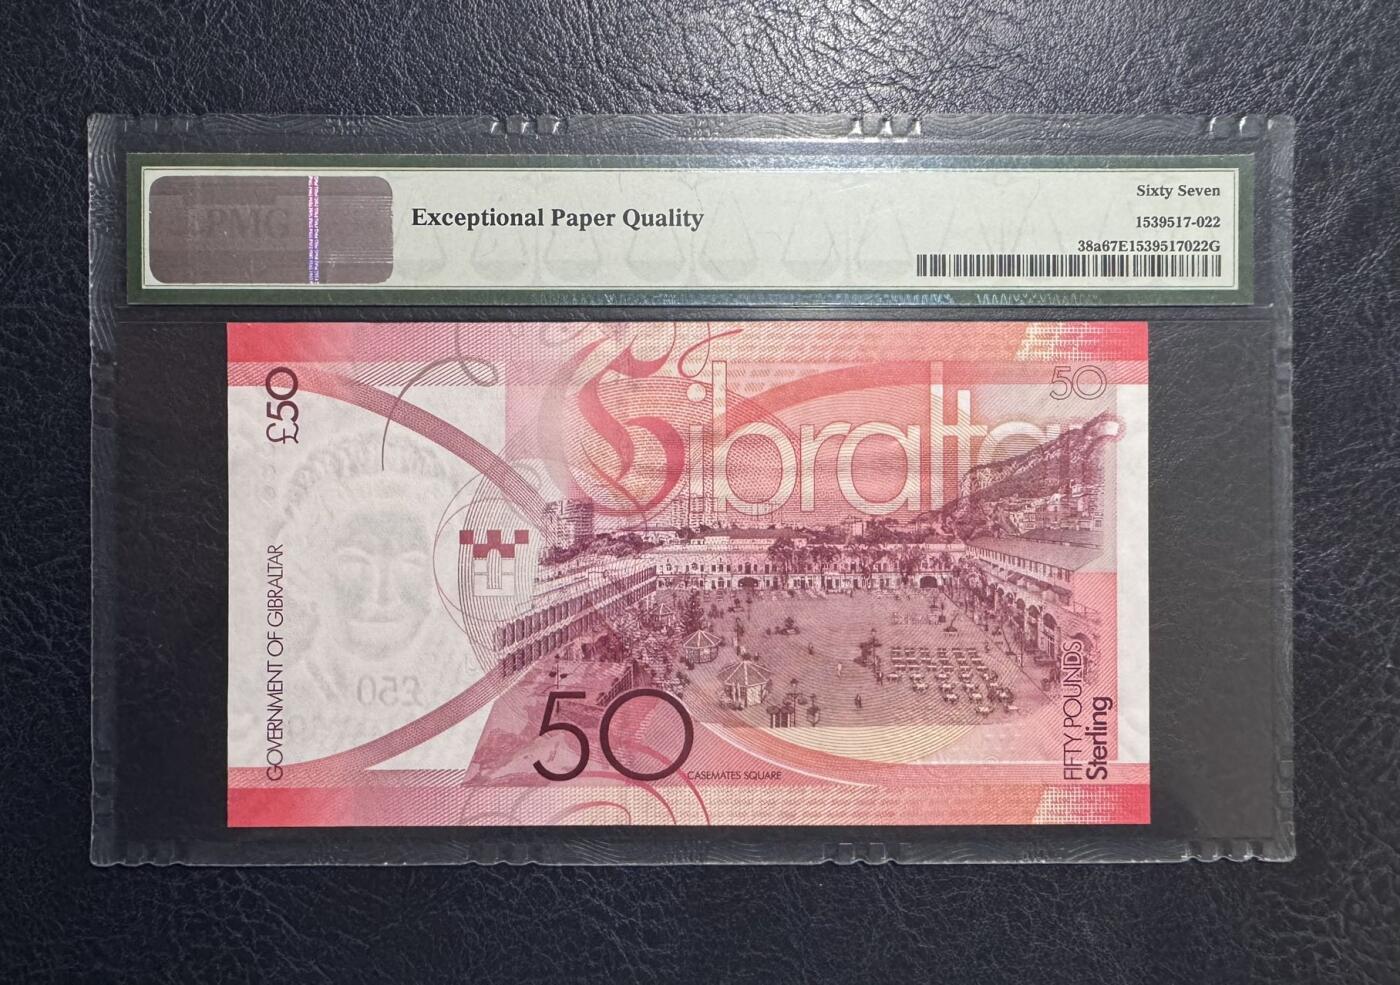 PMG
Exceptional Paper Quality
Sixty Seven
1539517-022
38a67E1539517022G
£50
GOVERNMENT OF GIBRALTAR
Gibraltar
50
50
CASEMATES SQUARE
FIFTY POUNDS
Sterling
£50